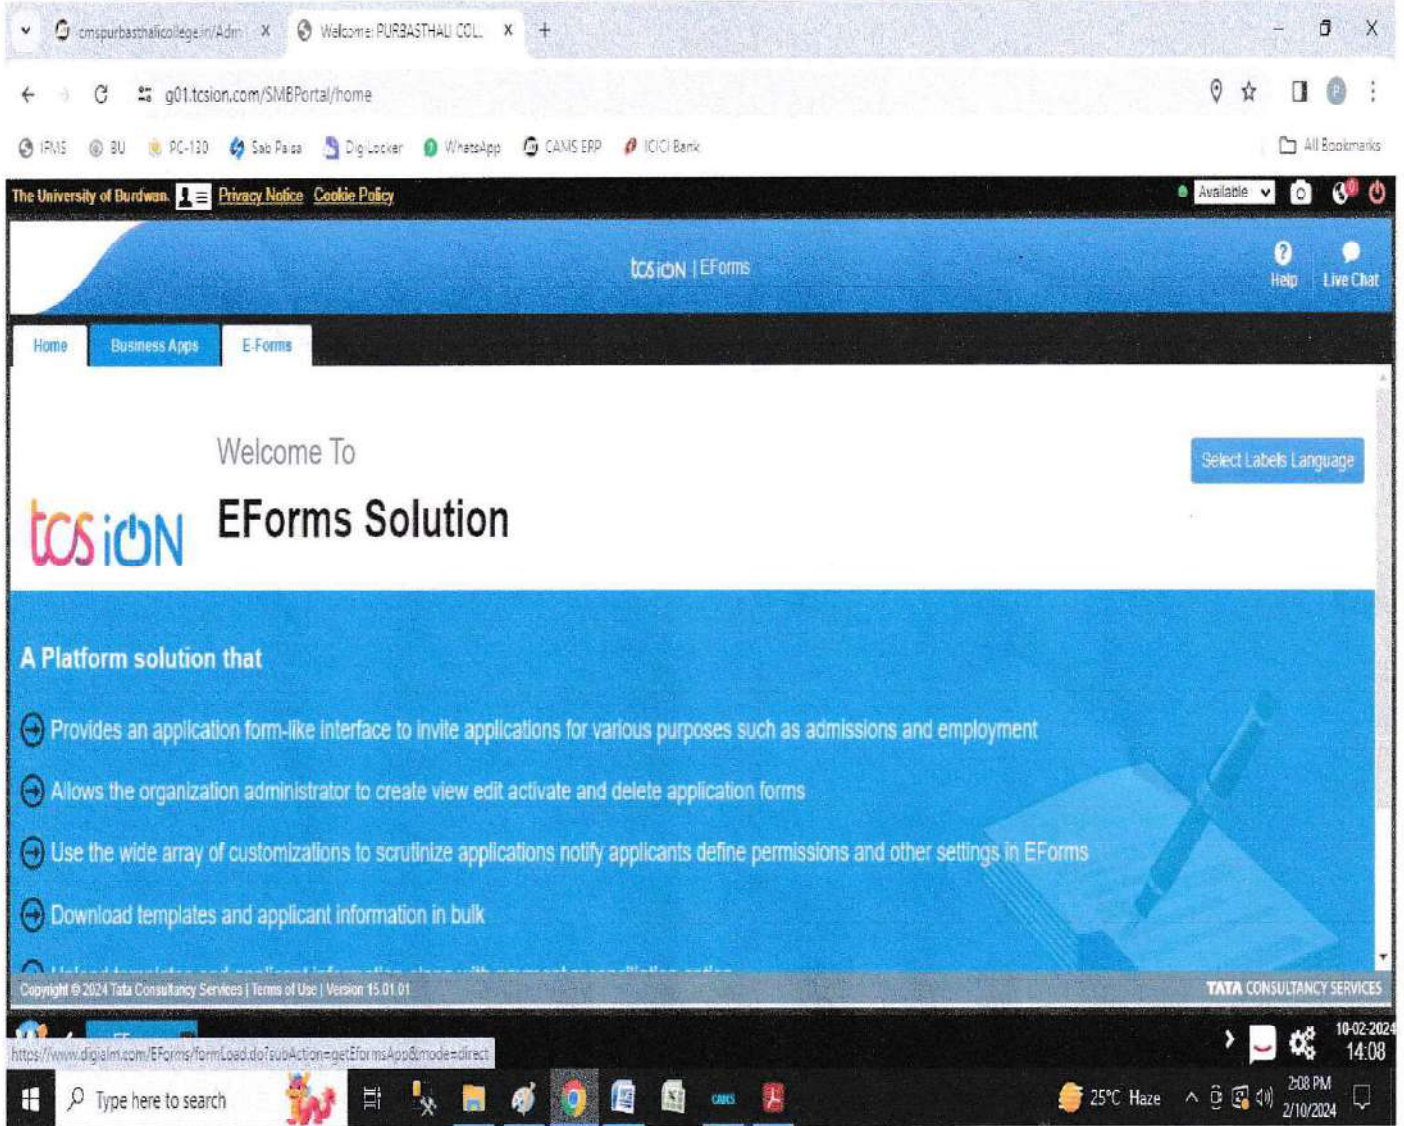 cmspurbasthalicollege.in/Adm
Welcome: PURBASTHALI COL.
g01.tcsion.com/SMBPortal/home
IFMS BU PC-130 Sab Paisa DigiLocker WhatsApp CAMS ERP ICICI Bank
All Bookmarks
The University of Burdwan. Privacy Notice Cookie Policy
Available
tcs iON | EForms
Help Live Chat
Home Business Apps E-Forms
Welcome To
Select Labels Language
tcs iON EForms Solution
A Platform solution that
Provides an application form-like interface to invite applications for various purposes such as admissions and employment
Allows the organization administrator to create view edit activate and delete application forms
Use the wide array of customizations to scrutinize applications notify applicants define permissions and other settings in EForms
Download templates and applicant information in bulk
Copyright © 2024 Tata Consultancy Services | Terms of Use | Version 15.01.01
TATA CONSULTANCY SERVICES
10-02-2024
14:08
https://www.digialm.com/EForms/formLoad.do?subAction=getEformsApp&mode=direct
Type here to search
CAMS
25°C Haze
2:08 PM
2/10/2024